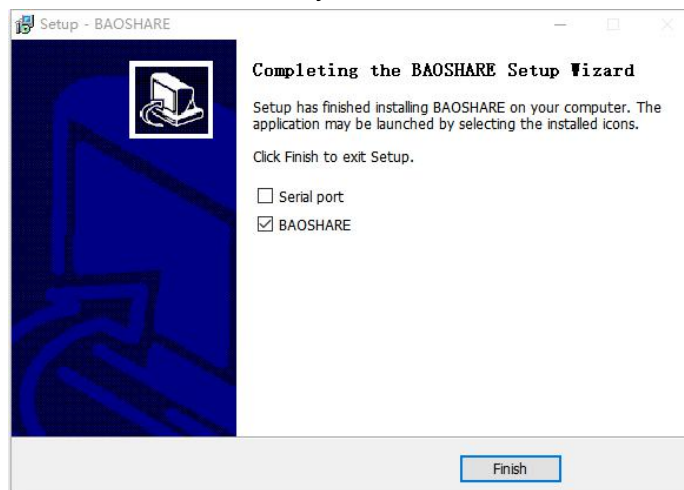 Setup - BAOSHARE
Completing the BAOSHARE Setup Wizard
Setup has finished installing BAOSHARE on your computer. The
application may be launched by selecting the installed icons.
Click Finish to exit Setup.
Serial port
BAOSHARE
Finish